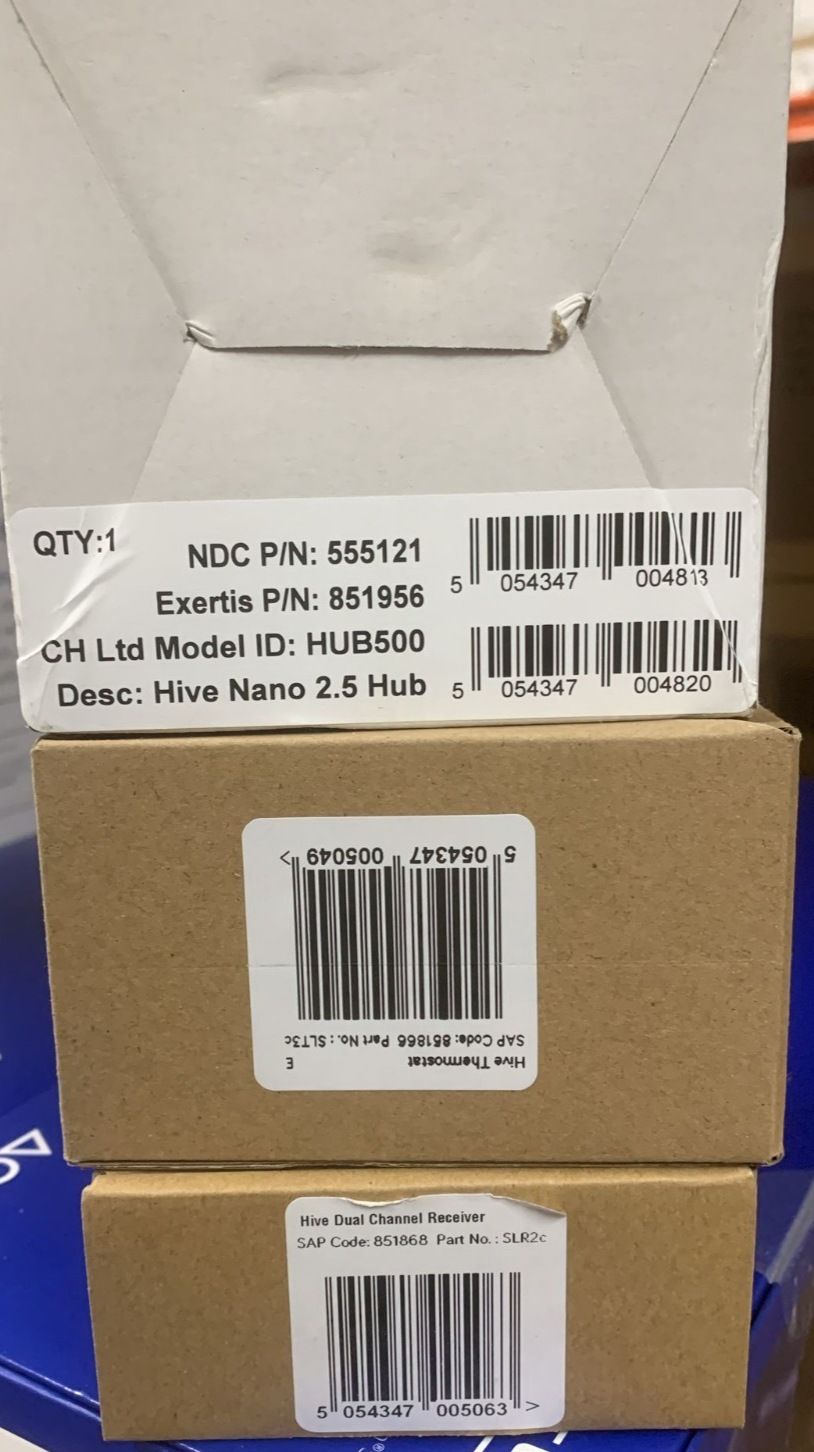 QTY:1
NDC P/N: 555121
Exertis P/N: 851956
CH Ltd Model ID: HUB500
Desc: Hive Nano 2.5 Hub
5 054347 004813
5 054347 004820
Hive Thermostat E
SAP Code: 851866 Part No.: SLT3c
5 054347 005049 >
Hive Dual Channel Receiver
SAP Code: 851868 Part No.: SLR2c
5 054347 005063 >